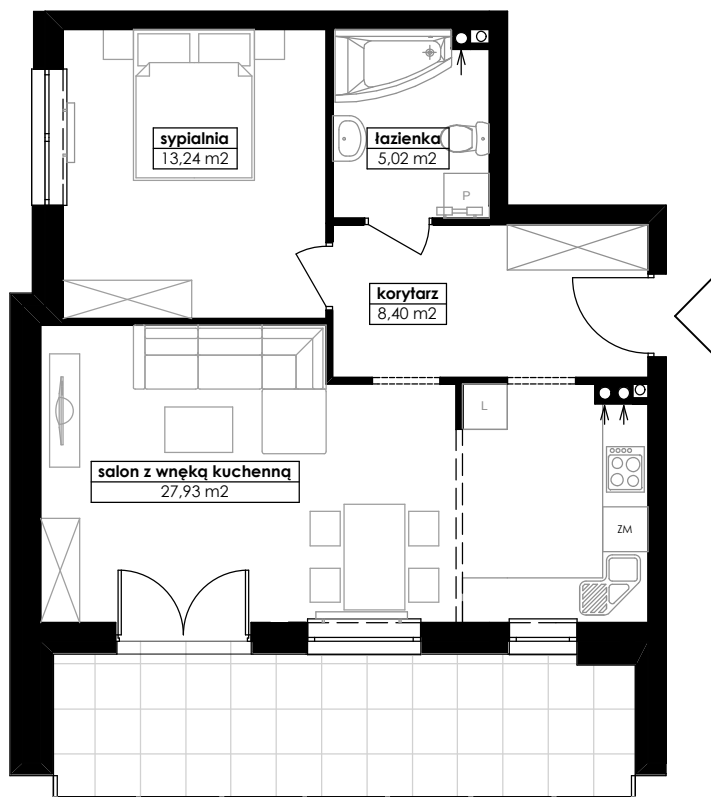 sypialnia
13,24 m2
łazienka
5,02 m2
P
korytarz
8,40 m2
L
salon z wnęką kuchenną
27,93 m2
ZM